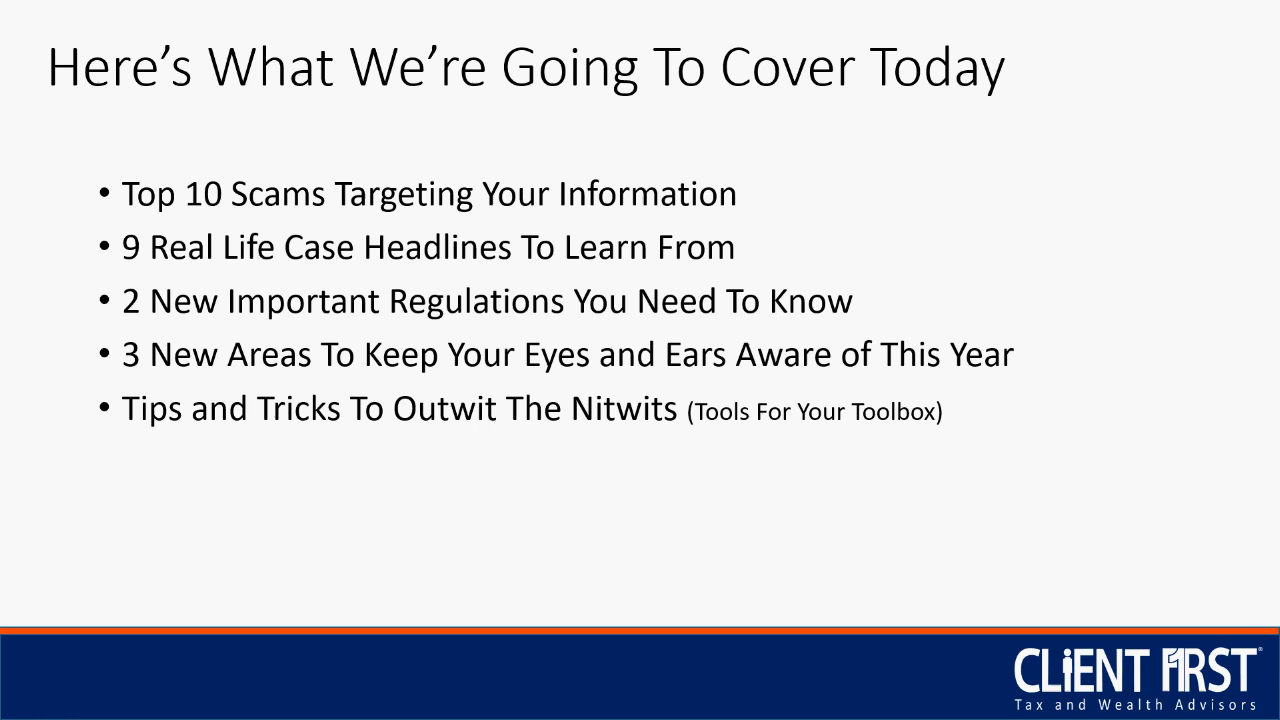 Here’s What We’re Going To Cover Today
• Top 10 Scams Targeting Your Information
• 9 Real Life Case Headlines To Learn From
• 2 New Important Regulations You Need To Know
• 3 New Areas To Keep Your Eyes and Ears Aware of This Year
• Tips and Tricks To Outwit The Nitwits (Tools For Your Toolbox)
CLiENT FIRST®
Tax and Wealth Advisors